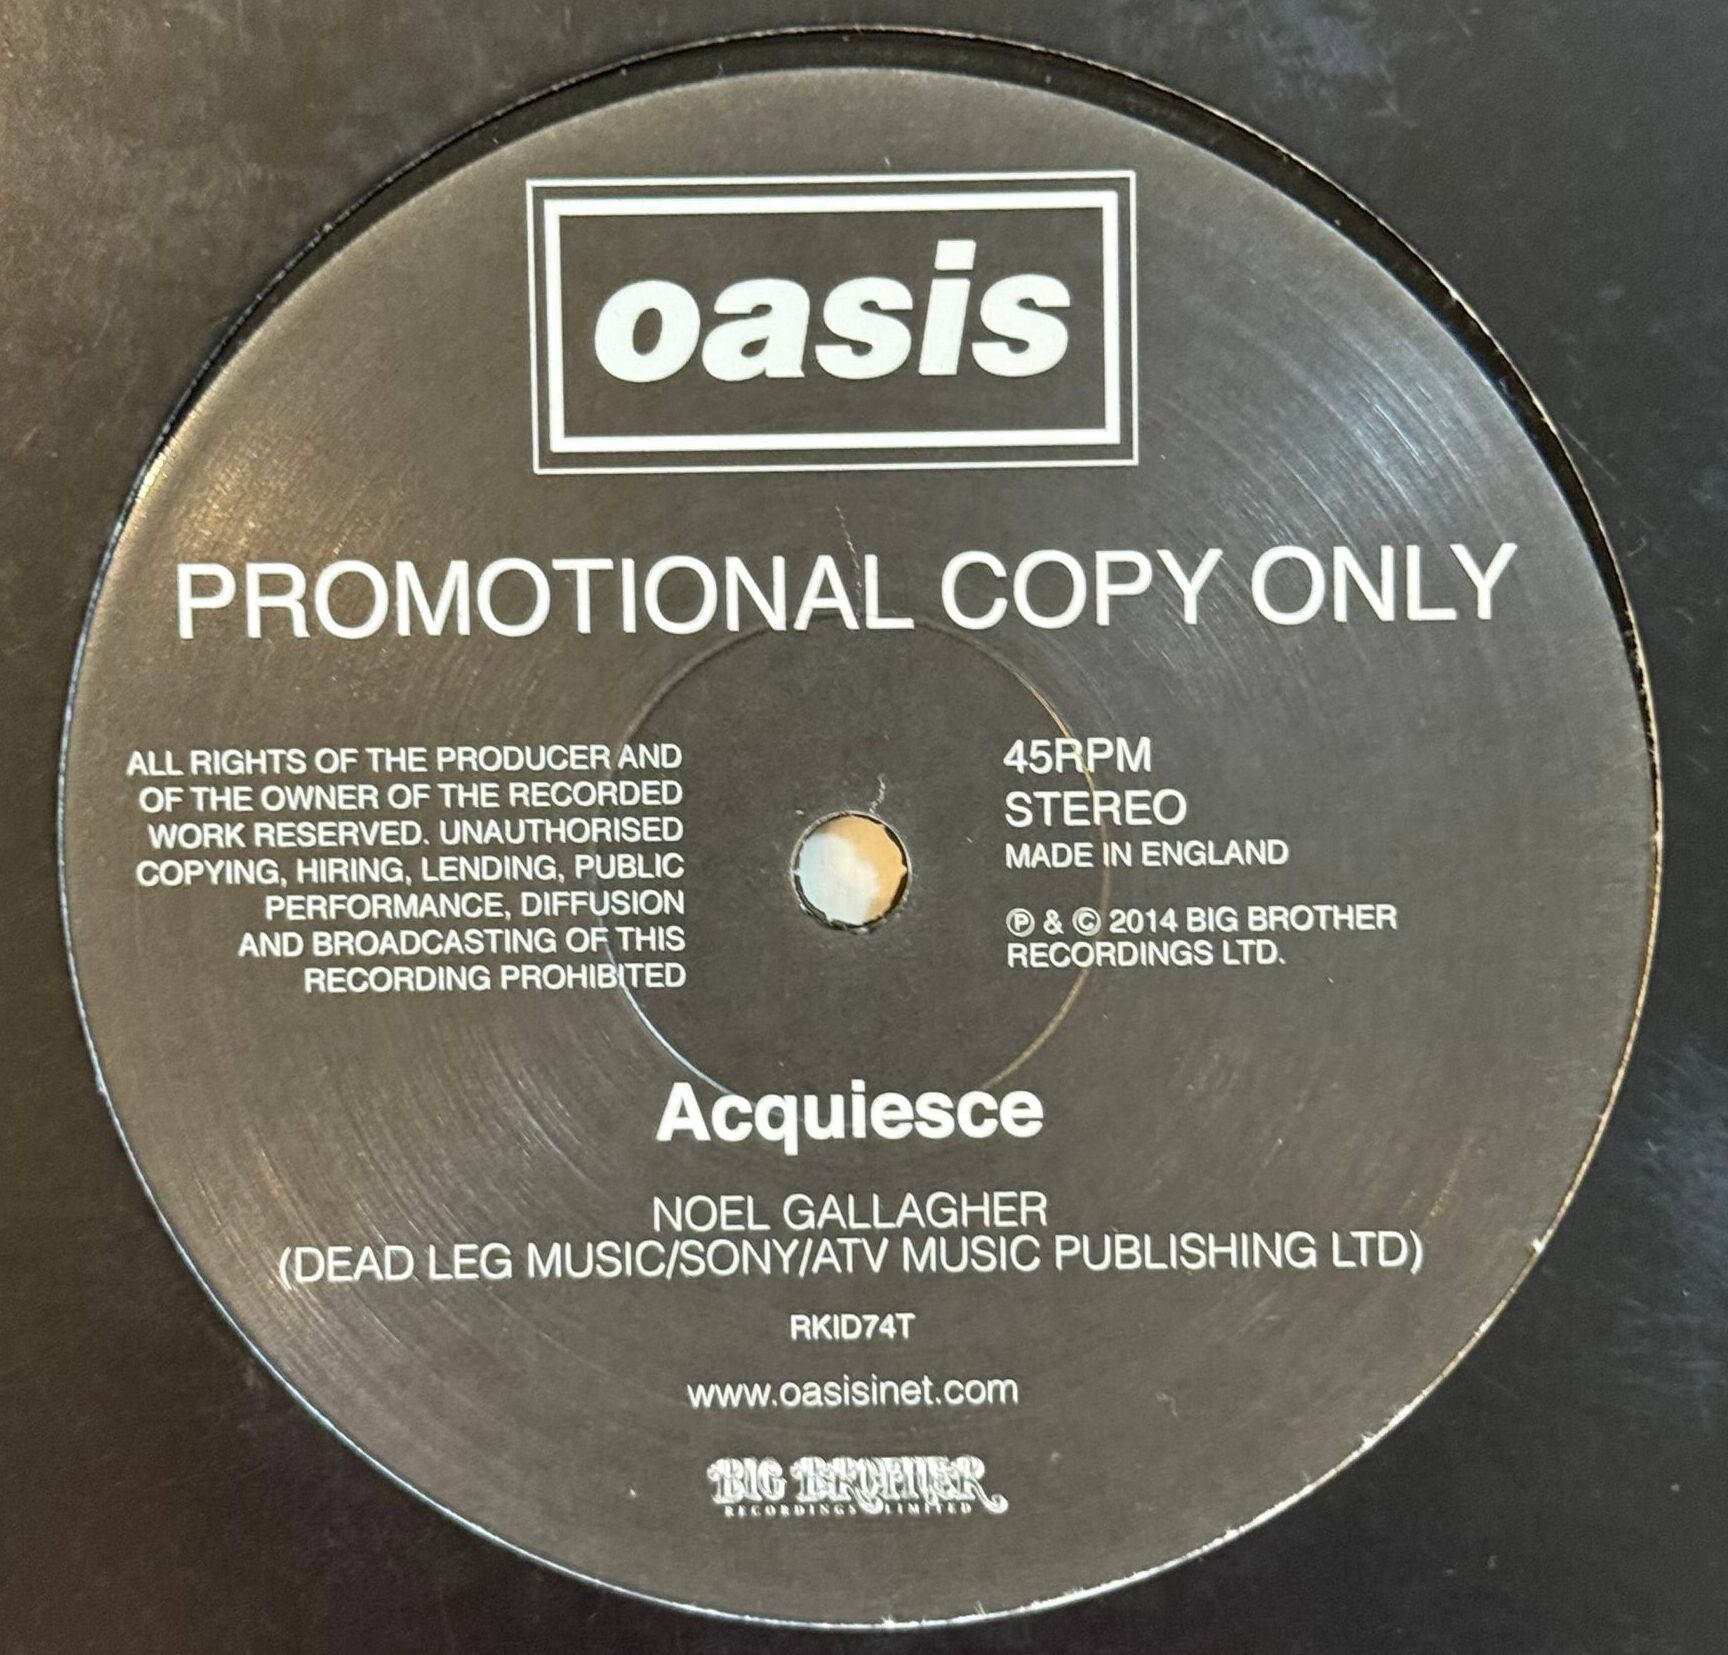 oasis
PROMOTIONAL COPY ONLY
ALL RIGHTS OF THE PRODUCER AND
OF THE OWNER OF THE RECORDED
WORK RESERVED. UNAUTHORISED
COPYING, HIRING, LENDING, PUBLIC
PERFORMANCE, DIFFUSION
AND BROADCASTING OF THIS
RECORDING PROHIBITED
45RPM
STEREO
MADE IN ENGLAND
℗ & © 2014 BIG BROTHER
RECORDINGS LTD.
Acquiesce
NOEL GALLAGHER
(DEAD LEG MUSIC/SONY/ATV MUSIC PUBLISHING LTD)
RKID74T
www.oasisinet.com
BIG BROTHER
RECORDINGS LIMITED